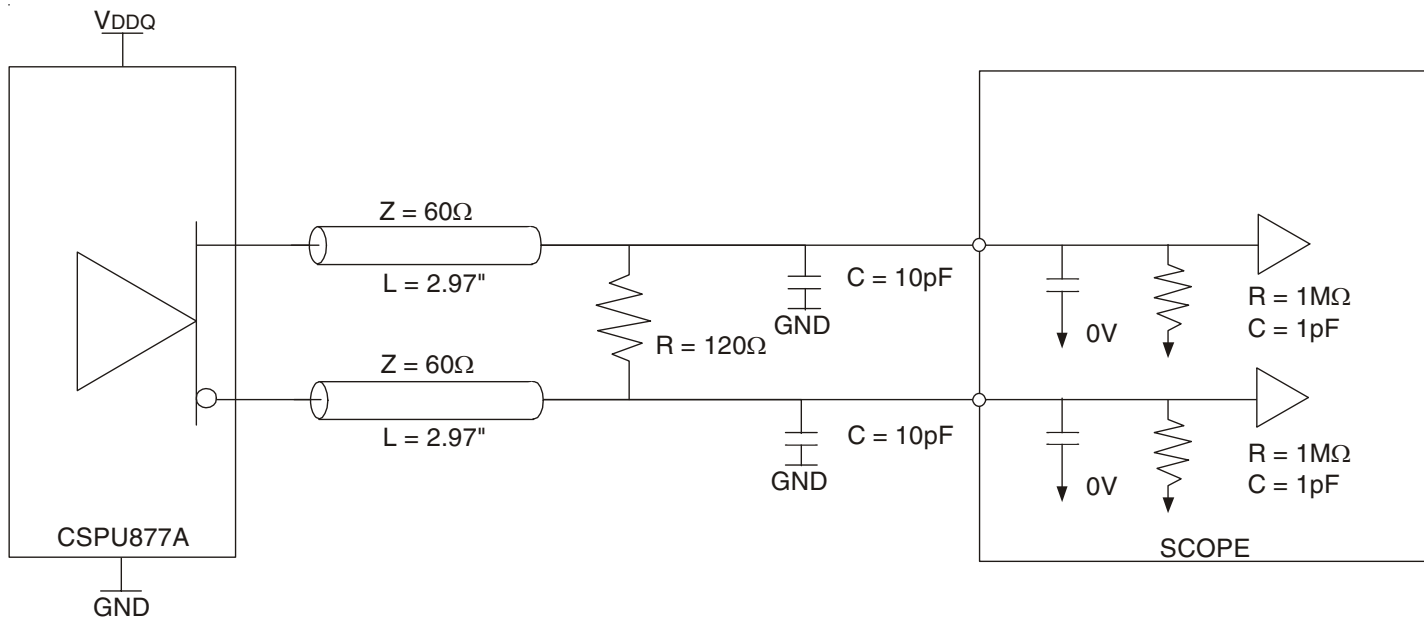 VDDQ
Z = 60Ω
L = 2.97"
C = 10pF
GND
R = 120Ω
0V
R = 1MΩ
C = 1pF
Z = 60Ω
L = 2.97"
C = 10pF
GND
0V
R = 1MΩ
C = 1pF
CSPU877A
SCOPE
GND